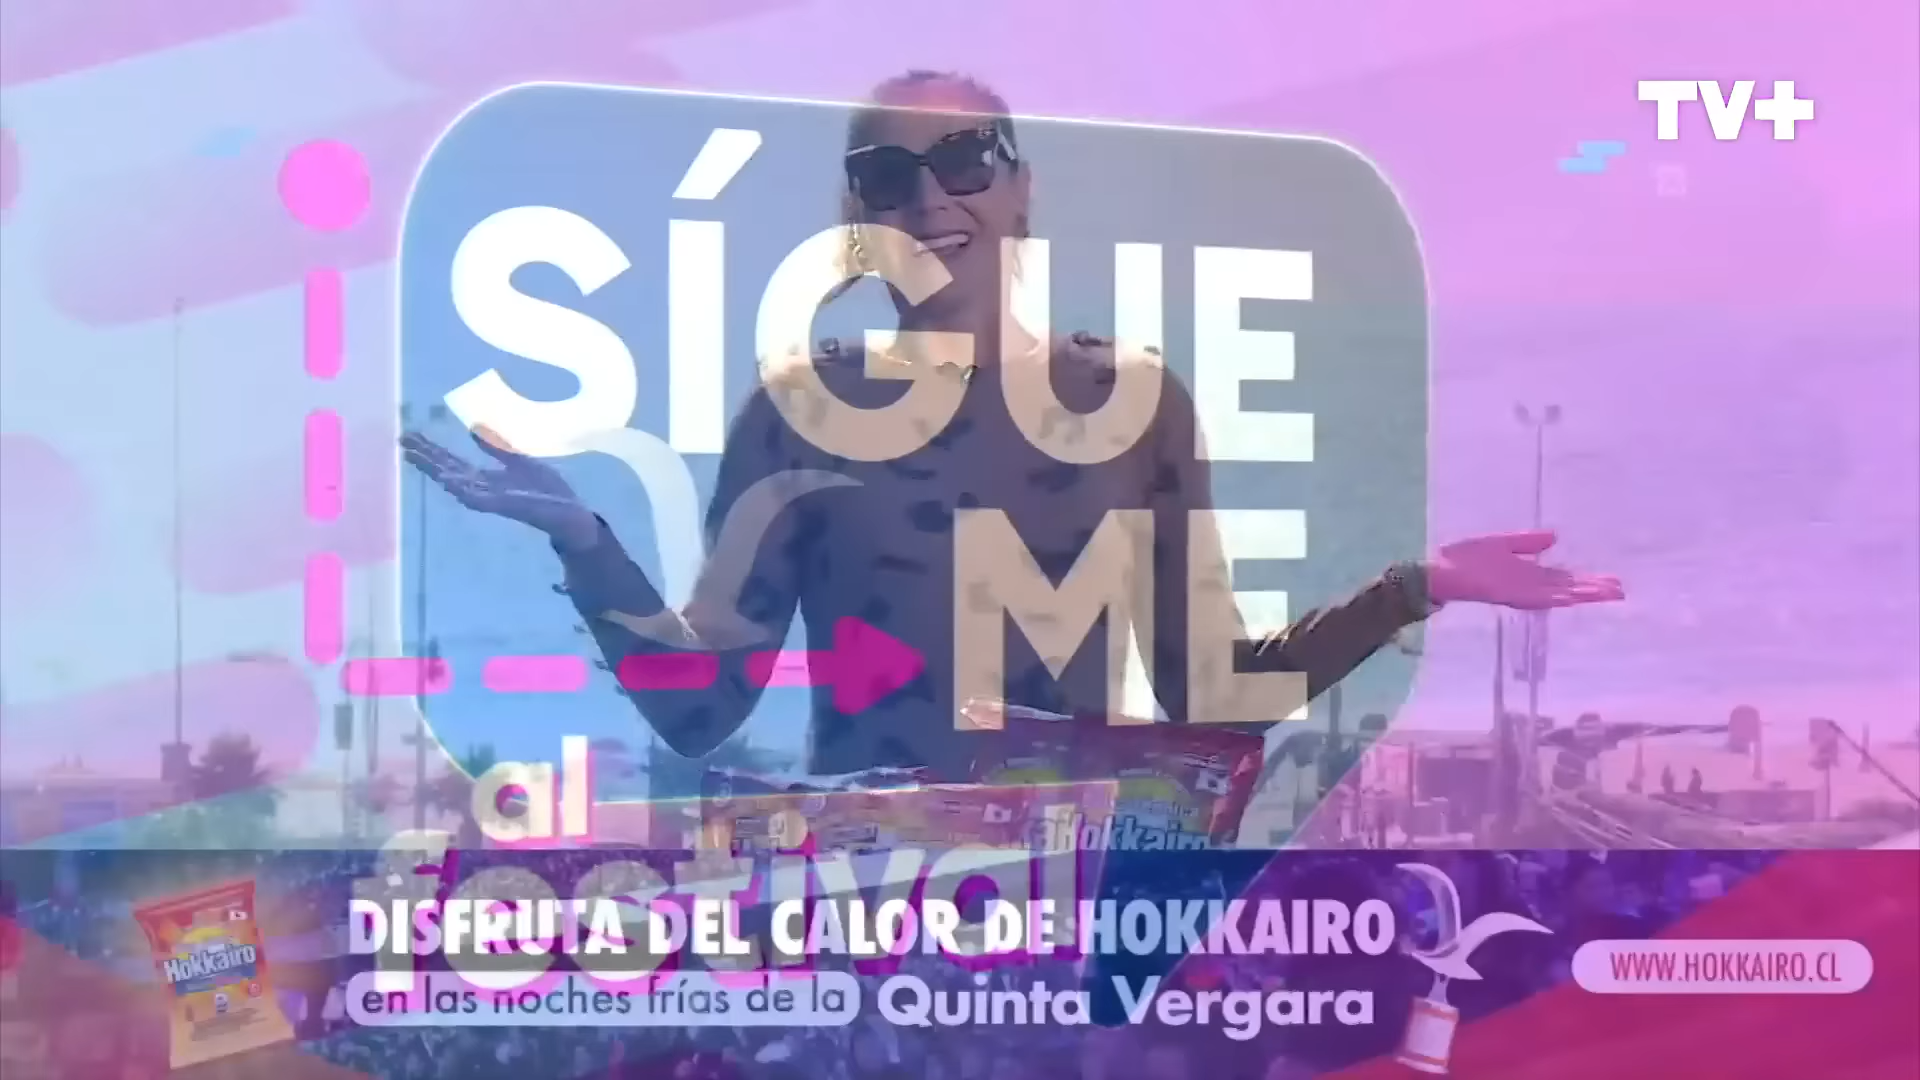 TV+
SÍGUE
ME
al
festival
Hokkairo
DISFRUTA DEL CALOR DE HOKKAIRO
en las noches frías de la Quinta Vergara
Hokkairo
WWW.HOKKAIRO.CL